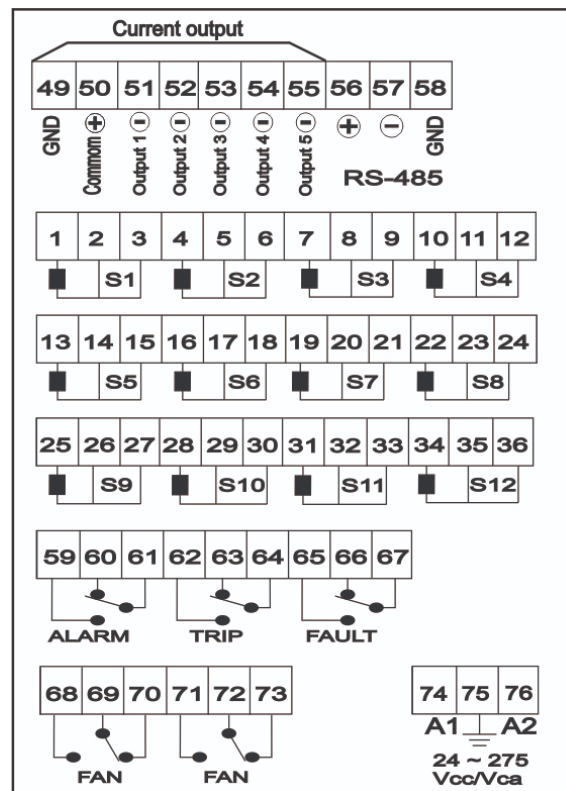 Current output
49 50 51 52 53 54 55 56 57 58
GND
Commom +
Output 1 -
Output 2 -
Output 3 -
Output 4 -
Output 5 -
+
-
GND
RS-485
1 2 3 4 5 6 7 8 9 10 11 12
S1 S2 S3 S4
13 14 15 16 17 18 19 20 21 22 23 24
S5 S6 S7 S8
25 26 27 28 29 30 31 32 33 34 35 36
S9 S10 S11 S12
59 60 61 62 63 64 65 66 67
ALARM TRIP FAULT
68 69 70 71 72 73
FAN FAN
74 75 76
A1 A2
24 ~ 275
Vcc/Vca